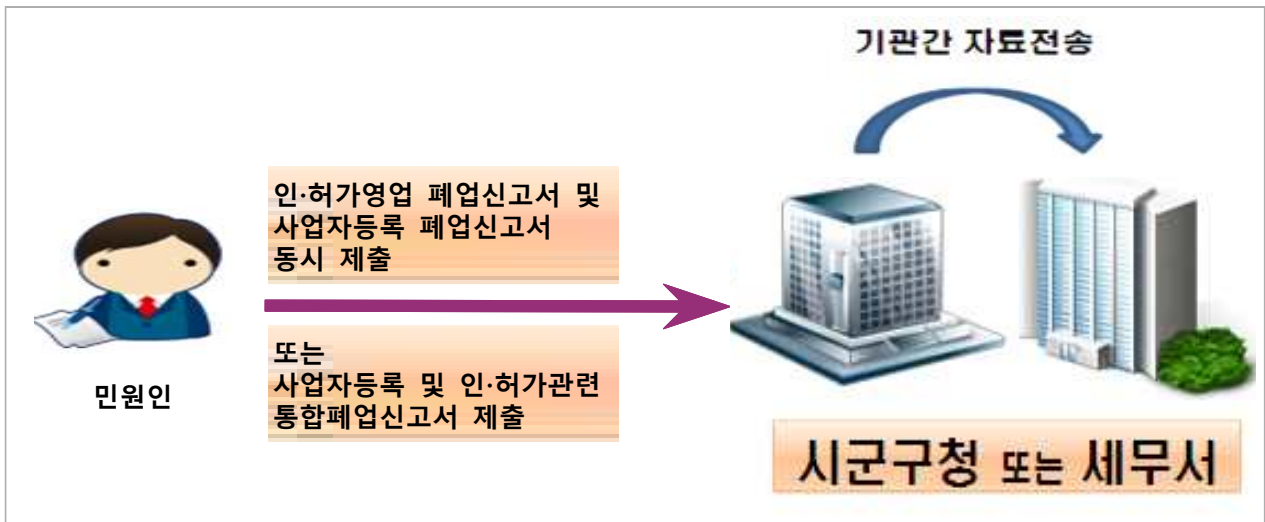 기관간 자료전송
인·허가영업 폐업신고서 및
사업자등록 폐업신고서
동시 제출
또는
사업자등록 및 인·허가관련
통합폐업신고서 제출
민원인
시군구청 또는 세무서